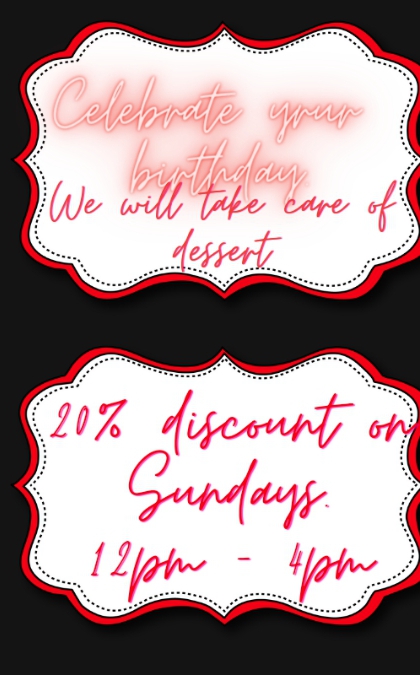 Celebrate your
birthday
We will take care of
dessert
20% discount on
Sundays.
12pm - 4pm